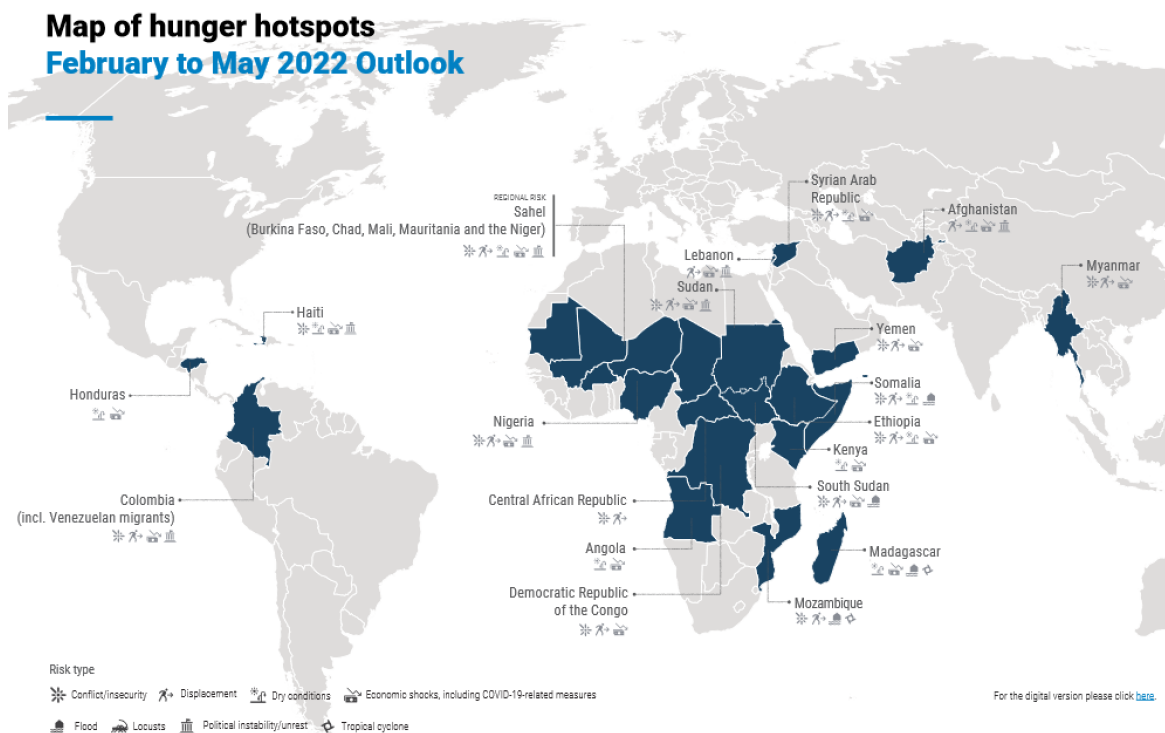 Map of hunger hotspots
February to May 2022 Outlook
REGIONAL RISK
Sahel
(Burkina Faso, Chad, Mali, Mauritania and the Niger)
Syrian Arab
Republic
Afghanistan
Lebanon
Sudan
Myanmar
Haiti
Yemen
Honduras
Somalia
Nigeria
Ethiopia
Kenya
South Sudan
Colombia
(incl. Venezuelan migrants)
Central African Republic
Angola
Madagascar
Democratic Republic
of the Congo
Mozambique
Risk type
Conflict/insecurity Displacement Dry conditions Economic shocks, including COVID-19-related measures
For the digital version please click here.
Flood Locusts Political instability/unrest Tropical cyclone